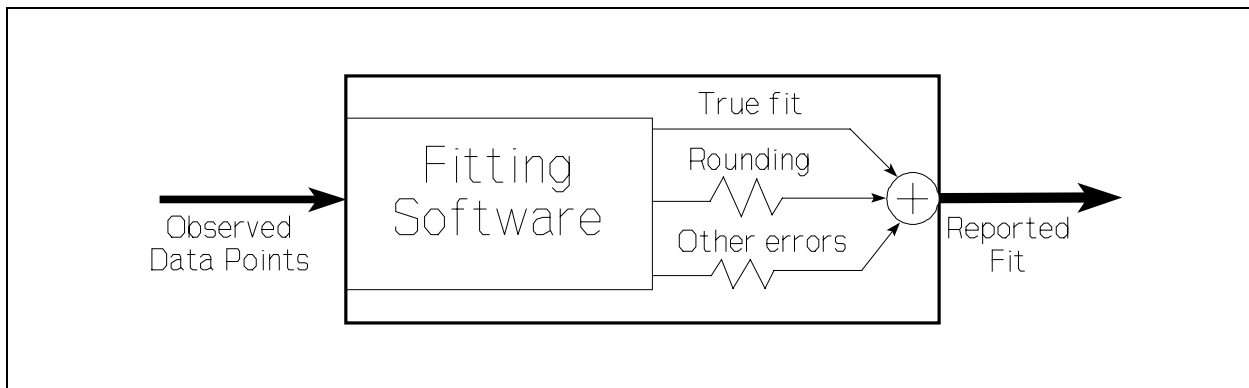 True fit
Fitting
Software
Rounding
Other errors
Observed
Data Points
Reported
Fit